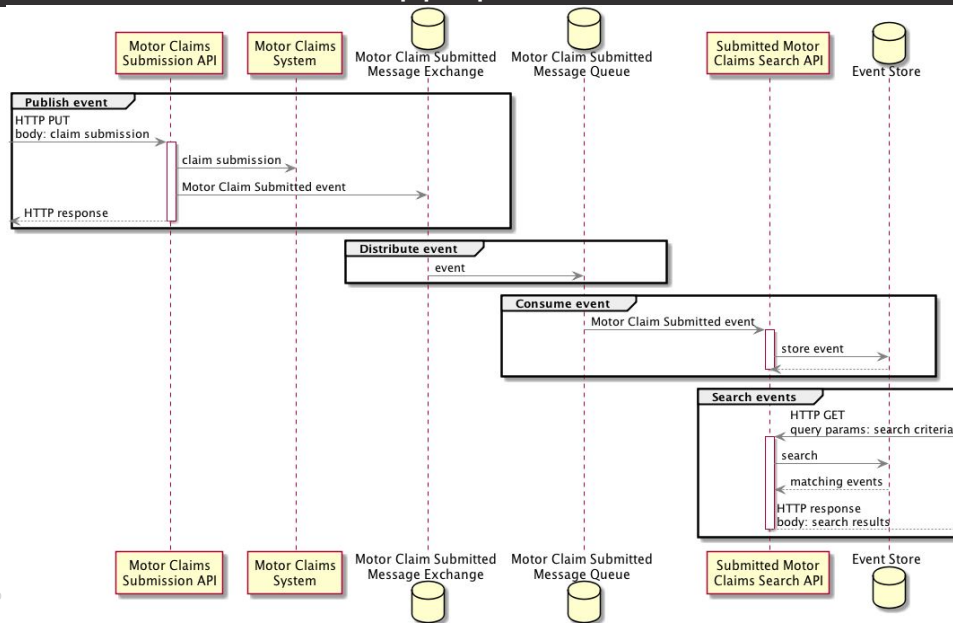 Motor Claims
Submission API
Motor Claims
System
Motor Claim Submitted
Message Exchange
Motor Claim Submitted
Message Queue
Submitted Motor
Claims Search API
Event Store
Publish event
HTTP PUT
body: claim submission
claim submission
Motor Claim Submitted event
HTTP response
Distribute event
event
Consume event
Motor Claim Submitted event
store event
Search events
HTTP GET
query params: search criteria
search
matching events
HTTP response
body: search results
Motor Claims
Submission API
Motor Claims
System
Motor Claim Submitted
Message Exchange
Motor Claim Submitted
Message Queue
Submitted Motor
Claims Search API
Event Store